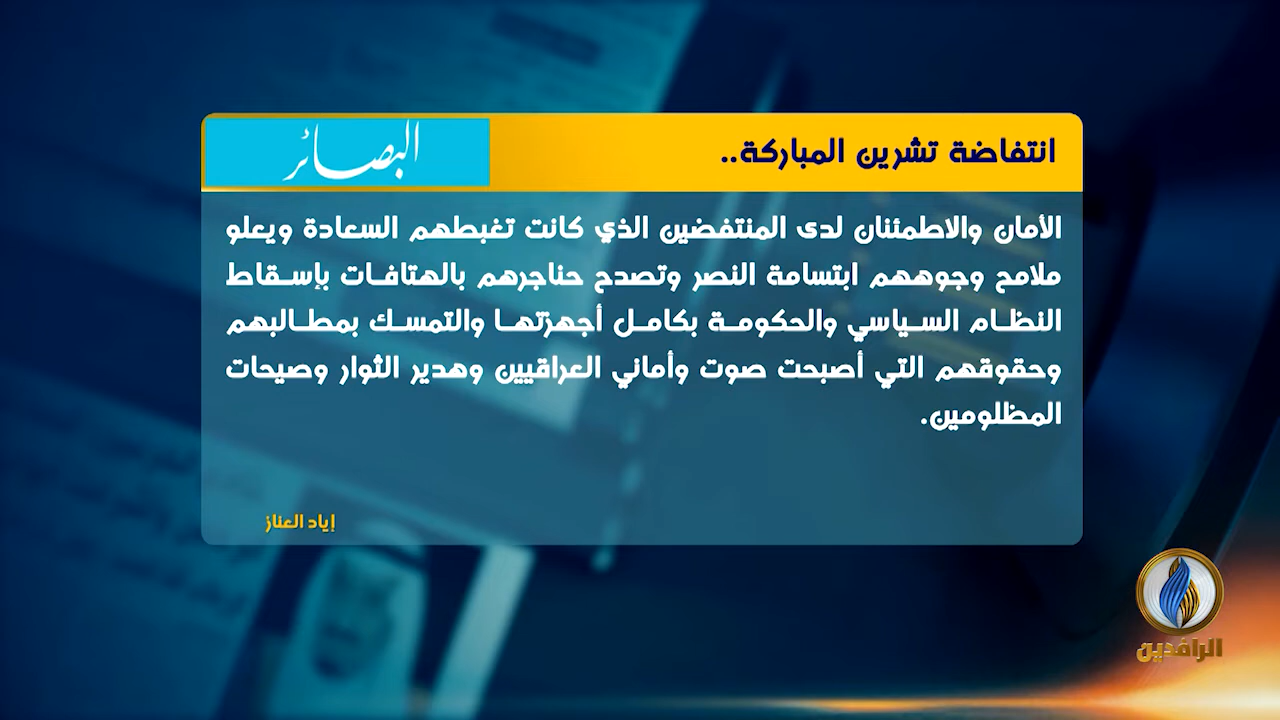 انتفاضة تشرين المباركة..
البصائر
الأمان والاطمئنان لدى المنتفضين الذي كانت تغبطهم السعادة ويعلو
ملامح وجوههم ابتسامة النصر وتصدح حناجرهم بالهتافات بإسقاط
النظام السياسي والحكومة بكامل أجهزتها والتمسك بمطالبهم
وحقوقهم التي أصبحت صوت وأماني العراقيين وهدير الثوار وصيحات
المظلومين.
إياد العناز
الرافدين